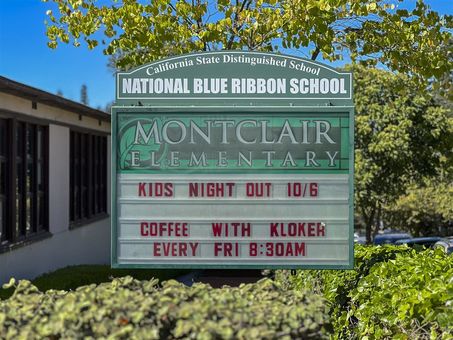 California State Distinguished School
NATIONAL BLUE RIBBON SCHOOL
MONTCLAIR
ELEMENTARY
KIDS NIGHT OUT 10/6
COFFEE WITH KLOKER
EVERY FRI 8:30AM